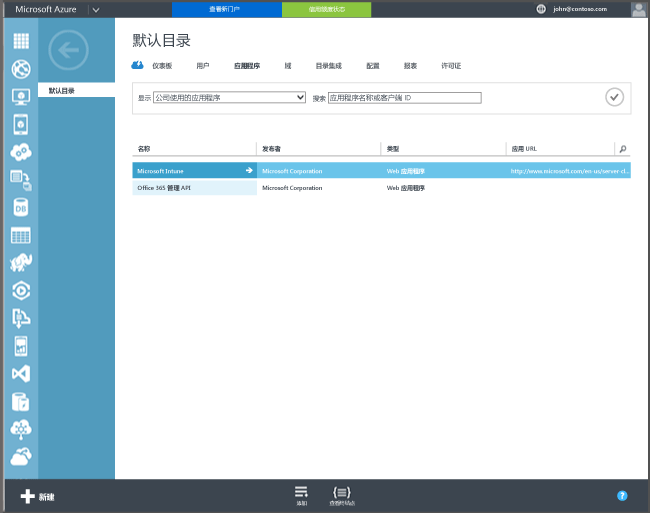 Microsoft Azure
查看新门户
信用额度状态
john@contoso.com
默认目录
默认目录
仪表板 用户 应用程序 域 目录集成 配置 报表 许可证
显示 公司使用的应用程序 搜索 应用程序名称或客户端 ID
名称 发布者 类型 应用 URL
Microsoft Intune Microsoft Corporation Web 应用程序 http://www.microsoft.com/en-us/server-cl...
Office 365 管理 API Microsoft Corporation Web 应用程序
DB
新建
添加
查看终结点
?